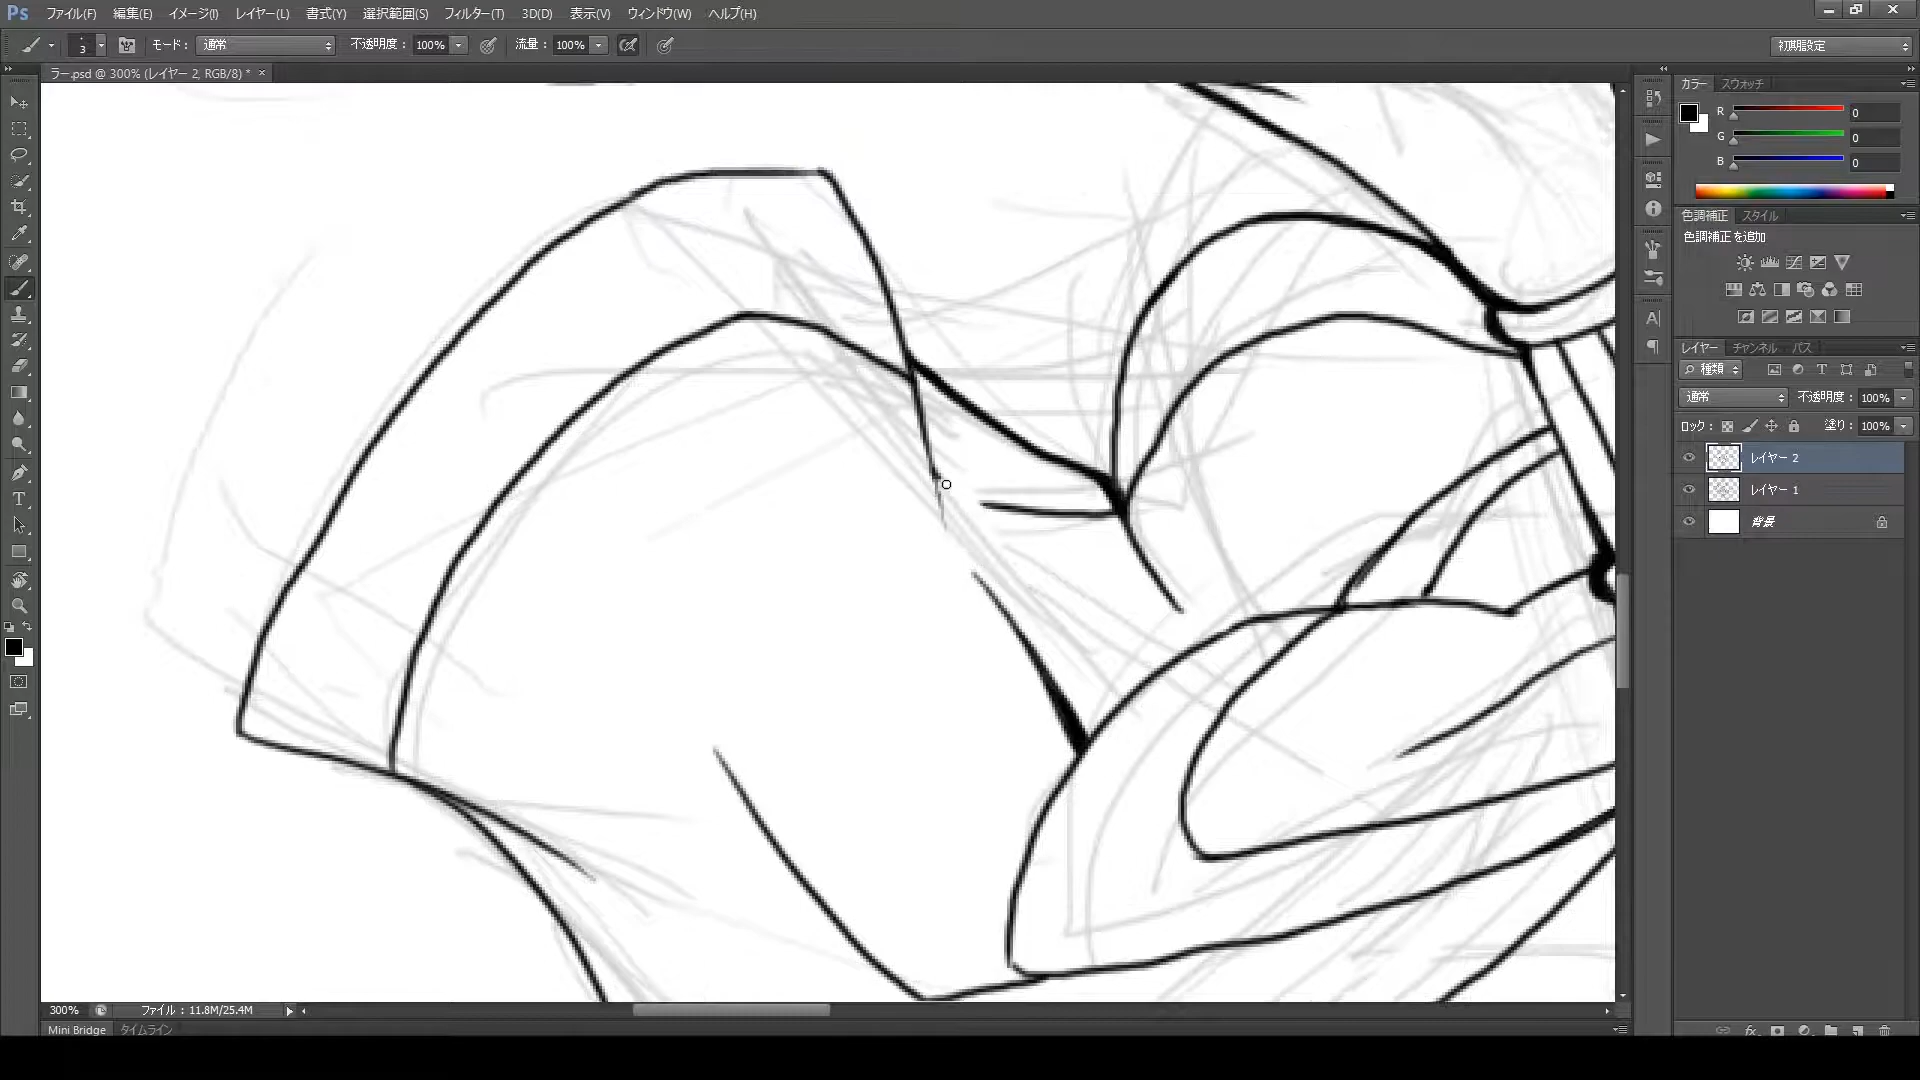 Ps ファイル(F) 編集(E) イメージ(I) レイヤー(L) 書式(Y) 選択範囲(S) フィルター(T) 3D(D) 表示(V) ウィンドウ(W) ヘルプ(H)
3 モード： 通常 不透明度： 100% 流量： 100% 初期設定
ラー.psd @ 300% (レイヤー 2, RGB/8) * ×
カラー スウォッチ
R 0
G 0
B 0
色調補正 スタイル
色調補正を追加
レイヤー チャンネル パス
種類
通常 不透明度： 100%
ロック： 塗り： 100%
レイヤー 2
レイヤー 1
背景
300% ファイル：11.8M/25.4M
Mini Bridge タイムライン